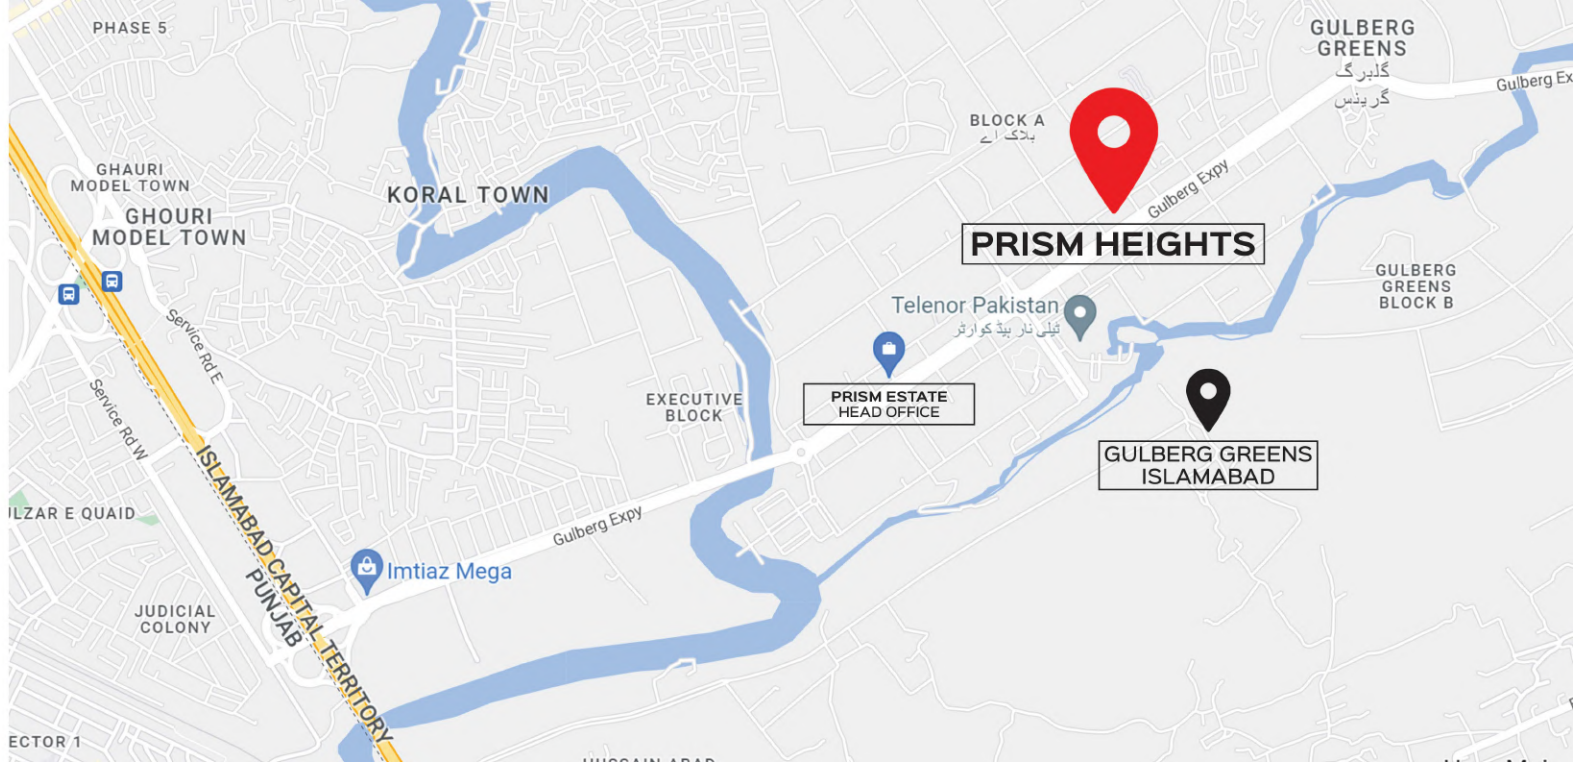 PHASE 5
GULBERG
GREENS
گلبرگ
گرینس
Gulberg Ex
BLOCK A
بلاک اے
GHAURI
MODEL TOWN
KORAL TOWN
Gulberg Expy
GHOURI
MODEL TOWN
PRISM HEIGHTS
GULBERG
GREENS
BLOCK B
Telenor Pakistan
ٹیلی نار ہیڈ کوارٹر
Service Rd E
PRISM ESTATE
HEAD OFFICE
EXECUTIVE
BLOCK
Service Rd W
GULBERG GREENS
ISLAMABAD
ULZAR E QUAID
Gulberg Expy
ISLAMABAD CAPITAL TERRITORY
PUNJAB
Imtiaz Mega
JUDICIAL
COLONY
ECTOR 1